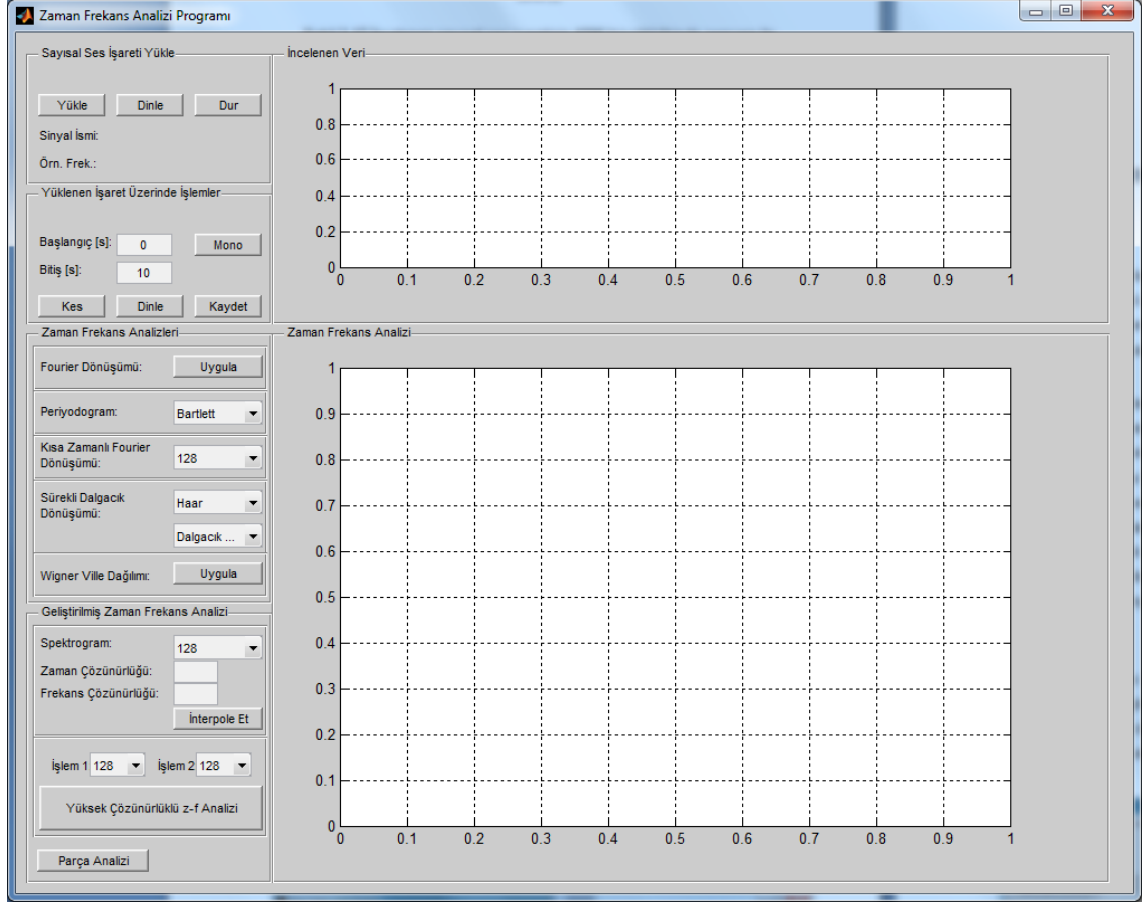 Zaman Frekans Analizi Programı
Sayısal Ses İşareti Yükle
Yükle Dinle Dur
Sinyal İsmi:
Örn. Frek.:
Yüklenen İşaret Üzerinde İşlemler
Başlangıç [s]: 0 Mono
Bitiş [s]: 10
Kes Dinle Kaydet
Zaman Frekans Analizleri
Fourier Dönüşümü: Uygula
Periyodogram: Bartlett
Kısa Zamanlı Fourier
Dönüşümü: 128
Sürekli Dalgacık
Dönüşümü: Haar
Dalgacık ...
Wigner Ville Dağılımı: Uygula
Geliştirilmiş Zaman Frekans Analizi
Spektrogram: 128
Zaman Çözünürlüğü:
Frekans Çözünürlüğü:
İnterpole Et
İşlem 1 128 İşlem 2 128
Yüksek Çözünürlüklü z-f Analizi
Parça Analizi
İncelenen Veri
1
0.8
0.6
0.4
0.2
0
0 0.1 0.2 0.3 0.4 0.5 0.6 0.7 0.8 0.9 1
Zaman Frekans Analizi
1
0.9
0.8
0.7
0.6
0.5
0.4
0.3
0.2
0.1
0
0 0.1 0.2 0.3 0.4 0.5 0.6 0.7 0.8 0.9 1